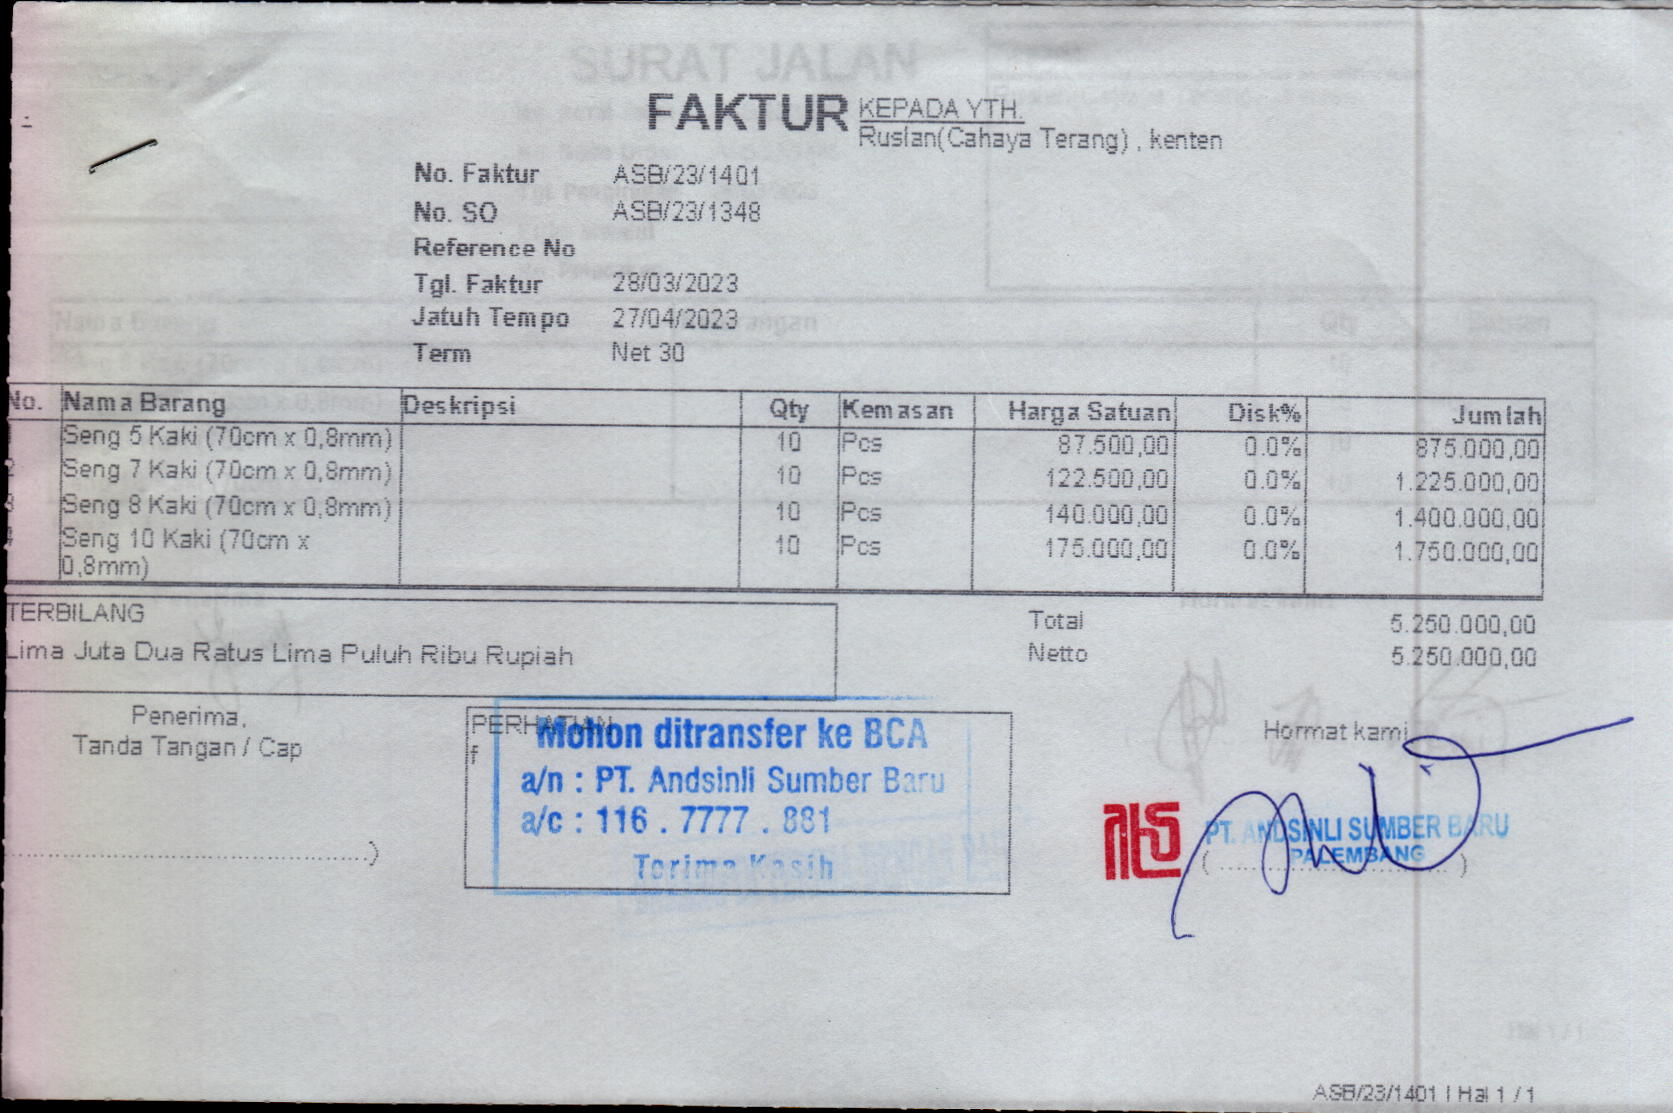 SURAT JALAN
FAKTUR
KEPADA YTH.
Ruslan(Cahaya Terang) , kenten
No. Faktur ASB/23/1401
No. SO ASB/23/1348
Reference No
Tgl. Faktur 28/03/2023
Jatuh Tempo 27/04/2023
Term Net 30
No. Nama Barang Deskripsi Qty Kemasan Harga Satuan Disk% Jumlah
1 Seng 5 Kaki (70cm x 0,8mm) 10 Pcs 87.500,00 0.0% 875.000,00
2 Seng 7 Kaki (70cm x 0,8mm) 10 Pcs 122.500,00 0.0% 1.225.000,00
3 Seng 8 Kaki (70cm x 0,8mm) 10 Pcs 140.000,00 0.0% 1.400.000,00
4 Seng 10 Kaki (70cm x 10 Pcs 175.000,00 0.0% 1.750.000,00
0,8mm)
TERBILANG
Lima Juta Dua Ratus Lima Puluh Ribu Rupiah
Total 5.250.000,00
Netto 5.250.000,00
Penerima,
Tanda Tangan / Cap
PERHATIAN
f
Mohon ditransfer ke BCA
a/n : PT. Andsinli Sumber Baru
a/c : 116 . 7777 . 881
Terima Kasih
Hormat kami
PT. ANDSINLI SUMBER BARU
PALEMBANG
ASB/23/1401 | Hal 1 / 1